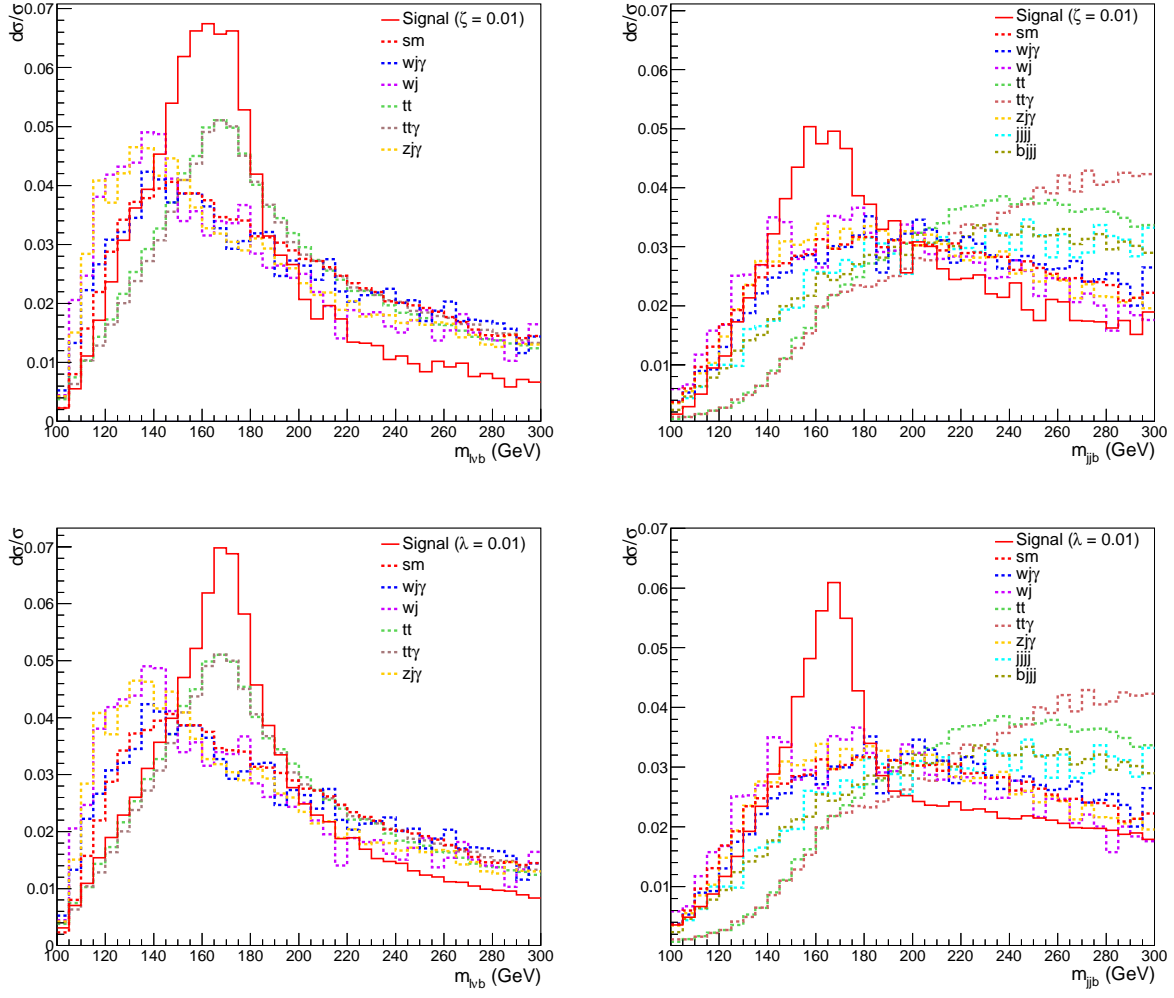 dσ/σ
0.07
0.06
0.05
0.04
0.03
0.02
0.01
0
100 120 140 160 180 200 220 240 260 280 300
m_lνb (GeV)
Signal (ζ = 0.01)
sm
wjγ
wj
tt
ttγ
zjγ
dσ/σ
0.07
0.06
0.05
0.04
0.03
0.02
0.01
100 120 140 160 180 200 220 240 260 280 300
m_jjb (GeV)
Signal (ζ = 0.01)
sm
wjγ
wj
tt
ttγ
zjγ
jjjj
bjjj
dσ/σ
0.07
0.06
0.05
0.04
0.03
0.02
0.01
0
100 120 140 160 180 200 220 240 260 280 300
m_lνb (GeV)
Signal (λ = 0.01)
sm
wjγ
wj
tt
ttγ
zjγ
dσ/σ
0.07
0.06
0.05
0.04
0.03
0.02
0.01
100 120 140 160 180 200 220 240 260 280 300
m_jjb (GeV)
Signal (λ = 0.01)
sm
wjγ
wj
tt
ttγ
zjγ
jjjj
bjjj